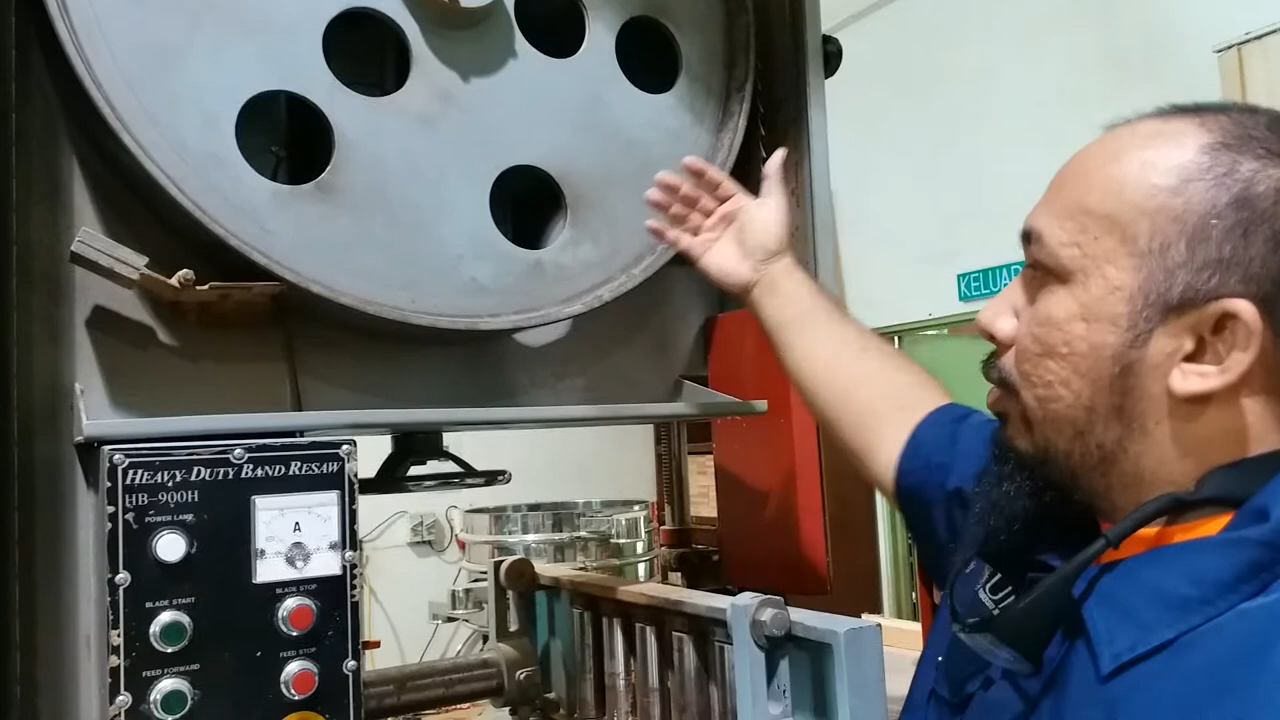 KELUAR
HEAVY-DUTY BAND RESAW
HB-900H
POWER LAMP
A
BLADE START
BLADE STOP
FEED FORWARD
FEED STOP